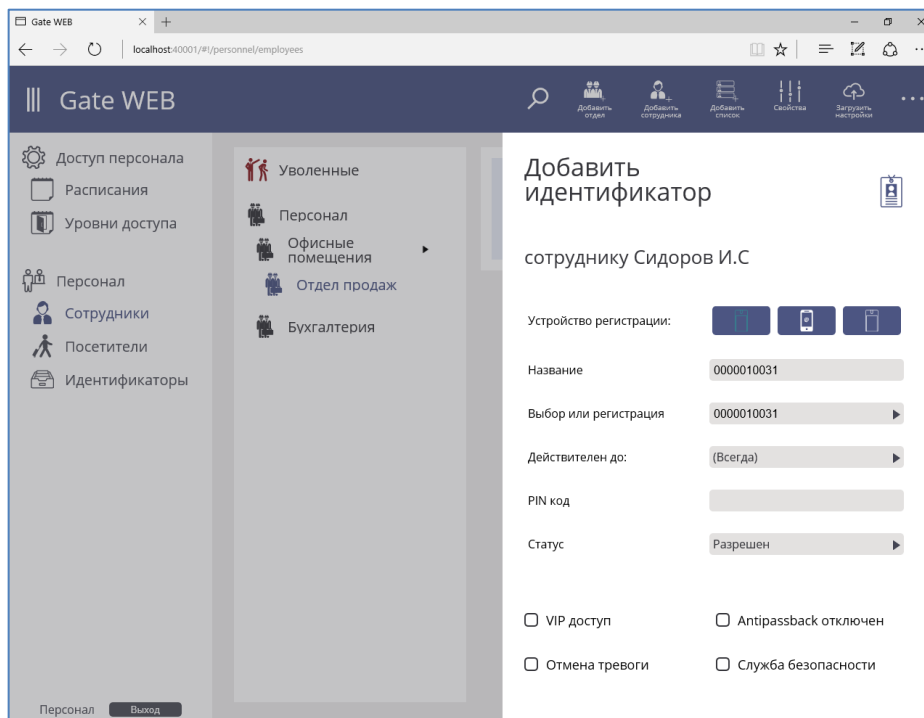 Gate WEB
localhost:40001/#!/personnel/employees
Gate WEB
Добавить отдел
Добавить сотрудника
Добавить список
Свойства
Загрузить настройки
Доступ персонала
Расписания
Уровни доступа
Персонал
Сотрудники
Посетители
Идентификаторы
Персонал
Выход
Уволенные
Персонал
Офисные
помещения
Отдел продаж
Бухгалтерия
Добавить
идентификатор
сотруднику Сидоров И.С
Устройство регистрации:
Название 0000010031
Выбор или регистрация 0000010031
Действителен до: (Всегда)
PIN код
Статус Разрешен
VIP доступ Antipassback отключен
Отмена тревоги Служба безопасности